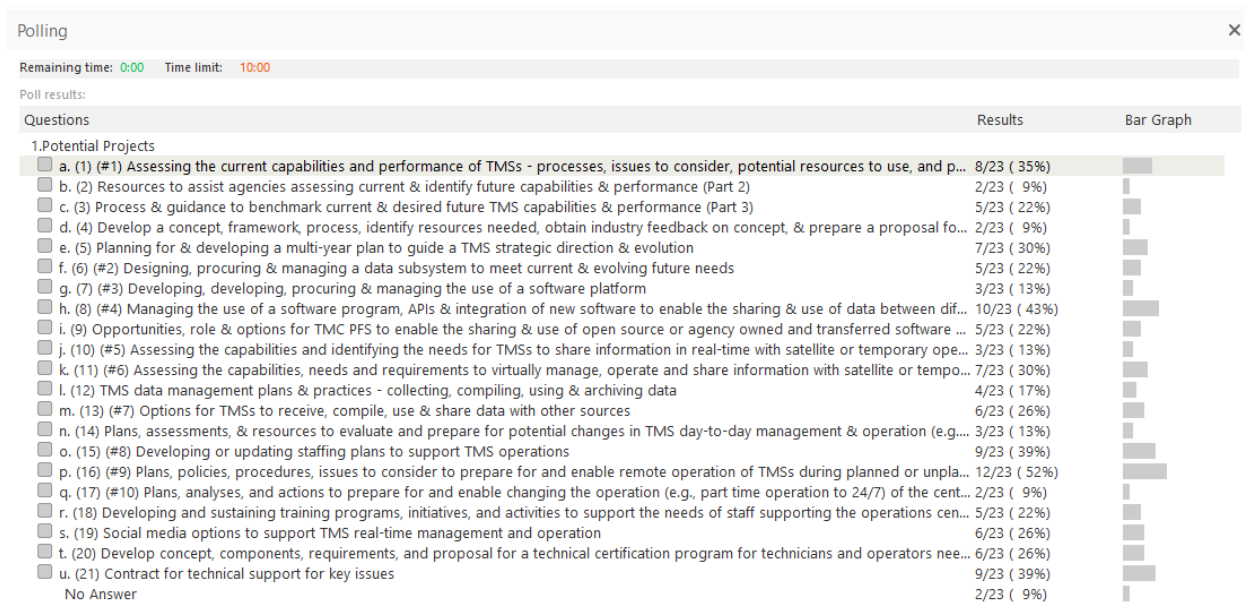 Polling
Remaining time: 0:00 Time limit: 10:00
Poll results:
Questions Results Bar Graph
1.Potential Projects
a. (1) (#1) Assessing the current capabilities and performance of TMSs - processes, issues to consider, potential resources to use, and p... 8/23 ( 35%)
b. (2) Resources to assist agencies assessing current & identify future capabilities & performance (Part 2) 2/23 ( 9%)
c. (3) Process & guidance to benchmark current & desired future TMS capabilities & performance (Part 3) 5/23 ( 22%)
d. (4) Develop a concept, framework, process, identify resources needed, obtain industry feedback on concept, & prepare a proposal fo... 2/23 ( 9%)
e. (5) Planning for & developing a multi-year plan to guide a TMS strategic direction & evolution 7/23 ( 30%)
f. (6) (#2) Designing, procuring & managing a data subsystem to meet current & evolving future needs 5/23 ( 22%)
g. (7) (#3) Developing, developing, procuring & managing the use of a software platform 3/23 ( 13%)
h. (8) (#4) Managing the use of a software program, APIs & integration of new software to enable the sharing & use of data between dif... 10/23 ( 43%)
i. (9) Opportunities, role & options for TMC PFS to enable the sharing & use of open source or agency owned and transferred software ... 5/23 ( 22%)
j. (10) (#5) Assessing the capabilities and identifying the needs for TMSs to share information in real-time with satellite or temporary ope... 3/23 ( 13%)
k. (11) (#6) Assessing the capabilities, needs and requirements to virtually manage, operate and share information with satellite or tempo... 7/23 ( 30%)
l. (12) TMS data management plans & practices - collecting, compiling, using & archiving data 4/23 ( 17%)
m. (13) (#7) Options for TMSs to receive, compile, use & share data with other sources 6/23 ( 26%)
n. (14) Plans, assessments, & resources to evaluate and prepare for potential changes in TMS day-to-day management & operation (e.g.... 3/23 ( 13%)
o. (15) (#8) Developing or updating staffing plans to support TMS operations 9/23 ( 39%)
p. (16) (#9) Plans, policies, procedures, issues to consider to prepare for and enable remote operation of TMSs during planned or unpla... 12/23 ( 52%)
q. (17) (#10) Plans, analyses, and actions to prepare for and enable changing the operation (e.g., part time operation to 24/7) of the cent... 2/23 ( 9%)
r. (18) Developing and sustaining training programs, initiatives, and activities to support the needs of staff supporting the operations cen... 5/23 ( 22%)
s. (19) Social media options to support TMS real-time management and operation 6/23 ( 26%)
t. (20) Develop concept, components, requirements, and proposal for a technical certification program for technicians and operators nee... 6/23 ( 26%)
u. (21) Contract for technical support for key issues 9/23 ( 39%)
No Answer 2/23 ( 9%)